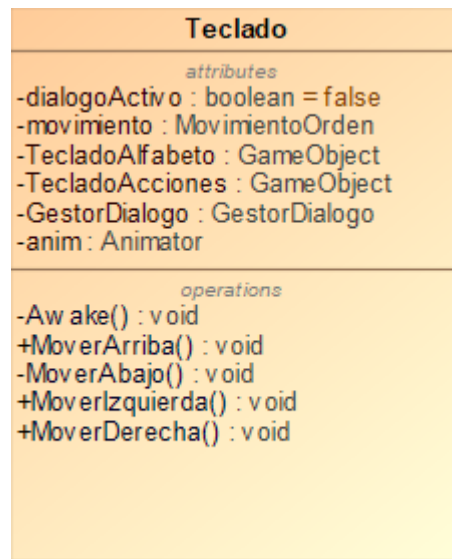 Teclado
attributes
-dialogoActivo : boolean = false
-movimiento : MovimientoOrden
-TecladoAlfabeto : GameObject
-TecladoAcciones : GameObject
-GestorDialogo : GestorDialogo
-anim : Animator
operations
-Awake() : void
+MoverArriba() : void
-MoverAbajo() : void
+MoverIzquierda() : void
+MoverDerecha() : void